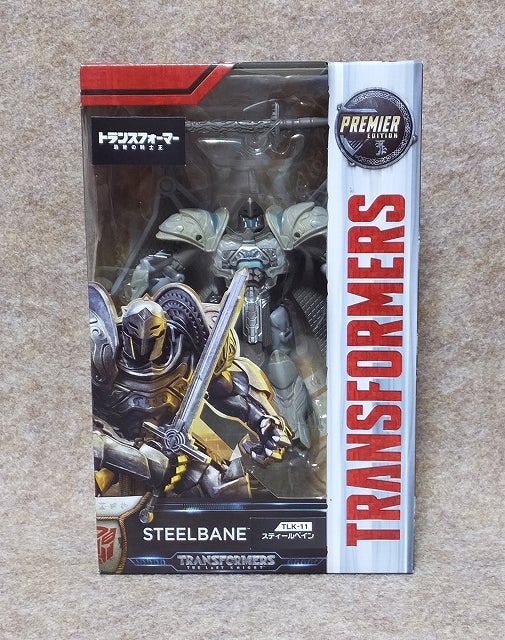 トランスフォーマー
最後の騎士王
PREMIER
EDITION
TRANSFORMERS
STEELBANE™
TLK-11
スティールベイン
TRANSFORMERS
THE LAST KNIGHT